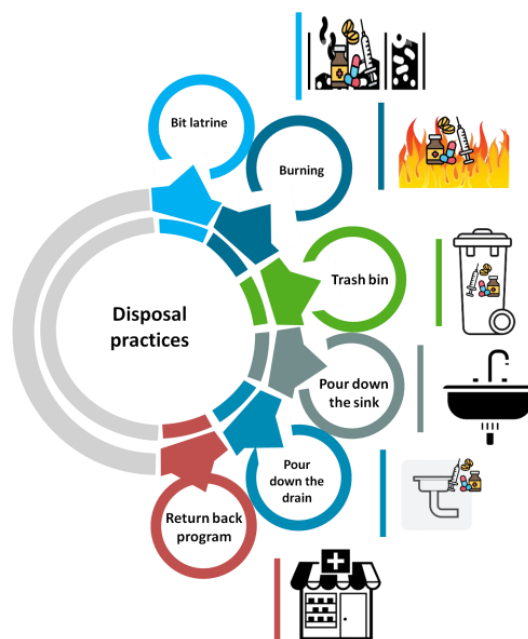 Bit latrine
Burning
Trash bin
Disposal
practices
Pour down
the sink
Pour
down the
drain
Return back
program